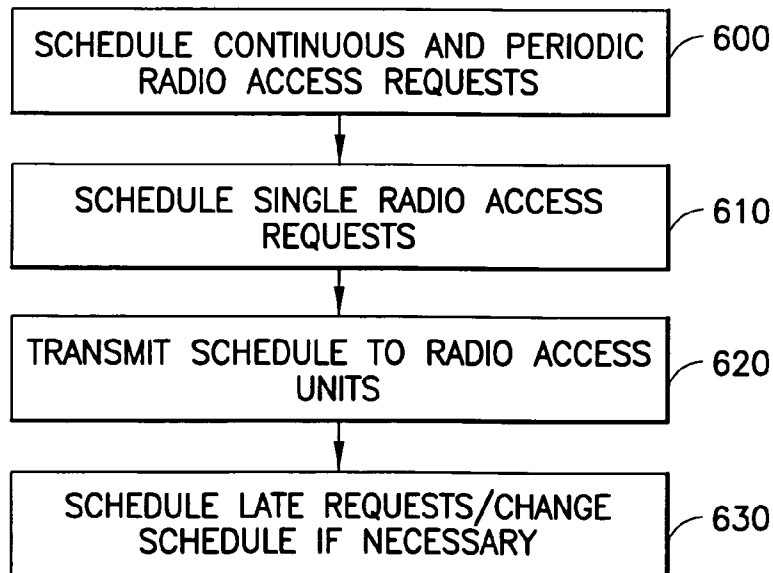 SCHEDULE CONTINUOUS AND PERIODIC
RADIO ACCESS REQUESTS
600
SCHEDULE SINGLE RADIO ACCESS
REQUESTS
610
TRANSMIT SCHEDULE TO RADIO ACCESS
UNITS
620
SCHEDULE LATE REQUESTS/CHANGE
SCHEDULE IF NECESSARY
630